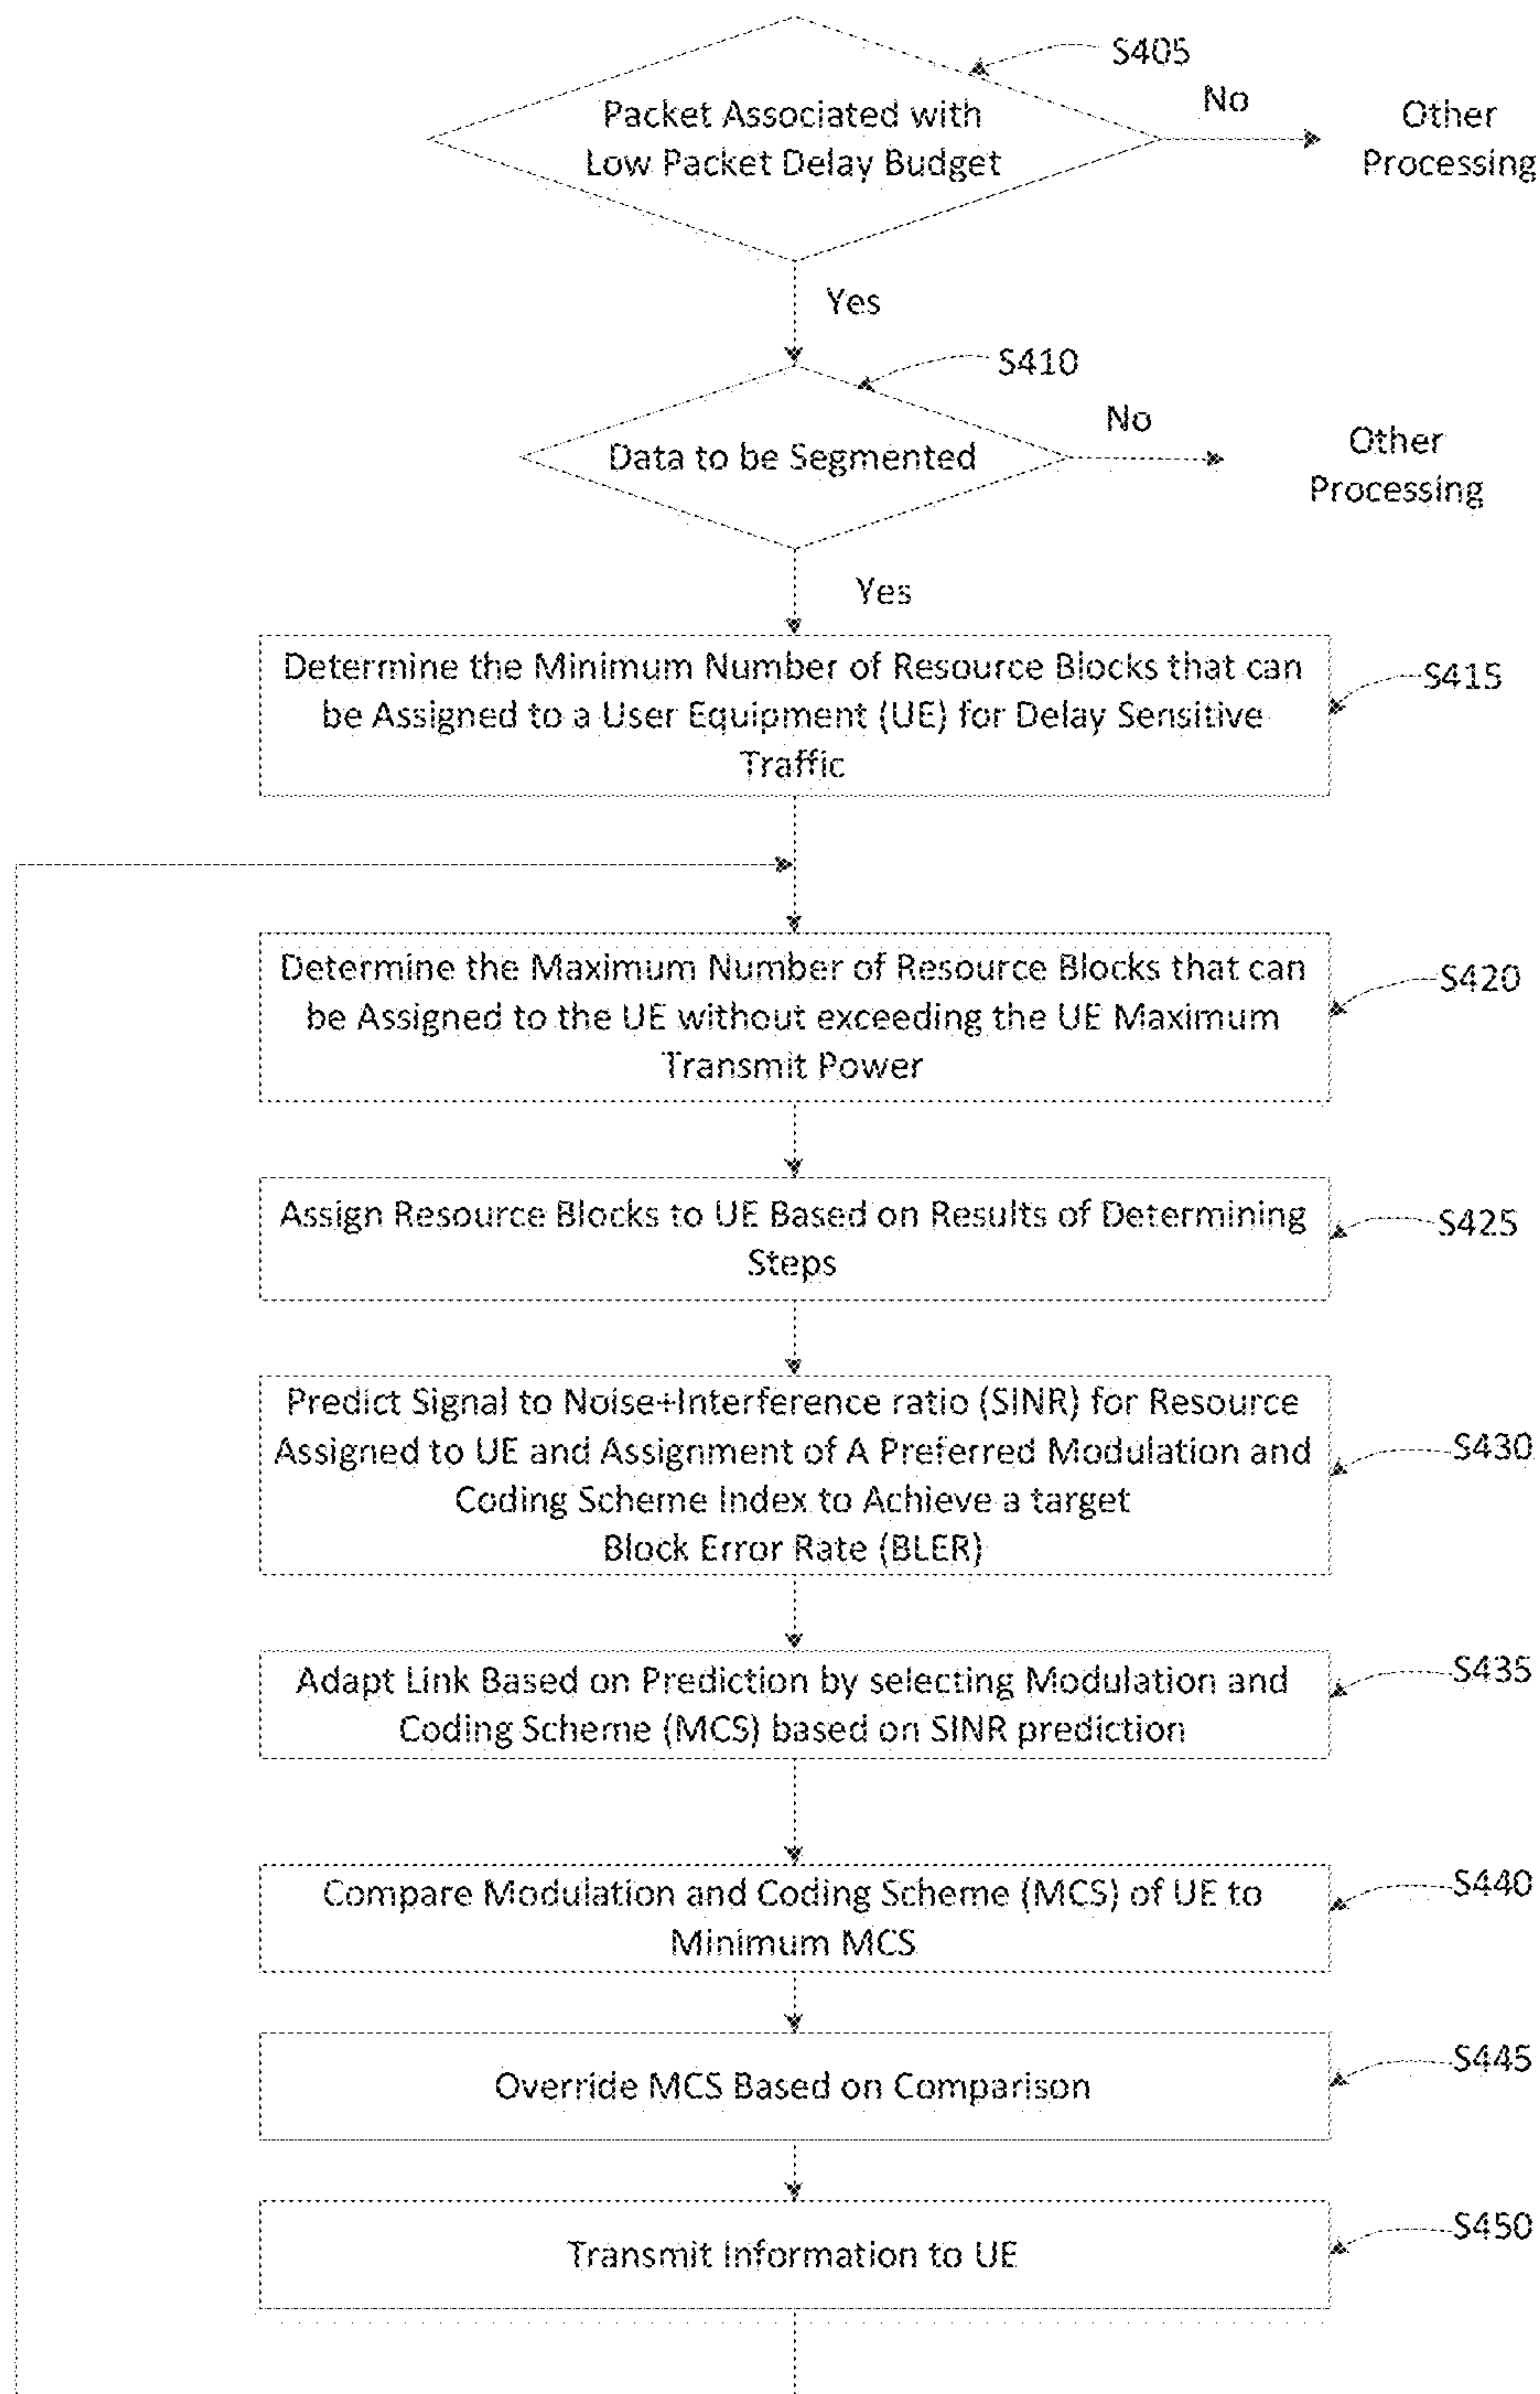 S405
Packet Associated with
Low Packet Delay Budget
No
Other
Processing
Yes
S410
Data to be Segmented
No
Other
Processing
Yes
Determine the Minimum Number of Resource Blocks that can
be Assigned to a User Equipment (UE) for Delay Sensitive
Traffic
S415
Determine the Maximum Number of Resource Blocks that can
be Assigned to the UE without exceeding the UE Maximum
Transmit Power
S420
Assign Resource Blocks to UE Based on Results of Determining
Steps
S425
Predict Signal to Noise+Interference ratio (SINR) for Resource
Assigned to UE and Assignment of A Preferred Modulation and
Coding Scheme Index to Achieve a target
Block Error Rate (BLER)
S430
Adapt Link Based on Prediction by selecting Modulation and
Coding Scheme (MCS) based on SINR prediction
S435
Compare Modulation and Coding Scheme (MCS) of UE to
Minimum MCS
S440
Override MCS Based on Comparison
S445
Transmit Information to UE
S450